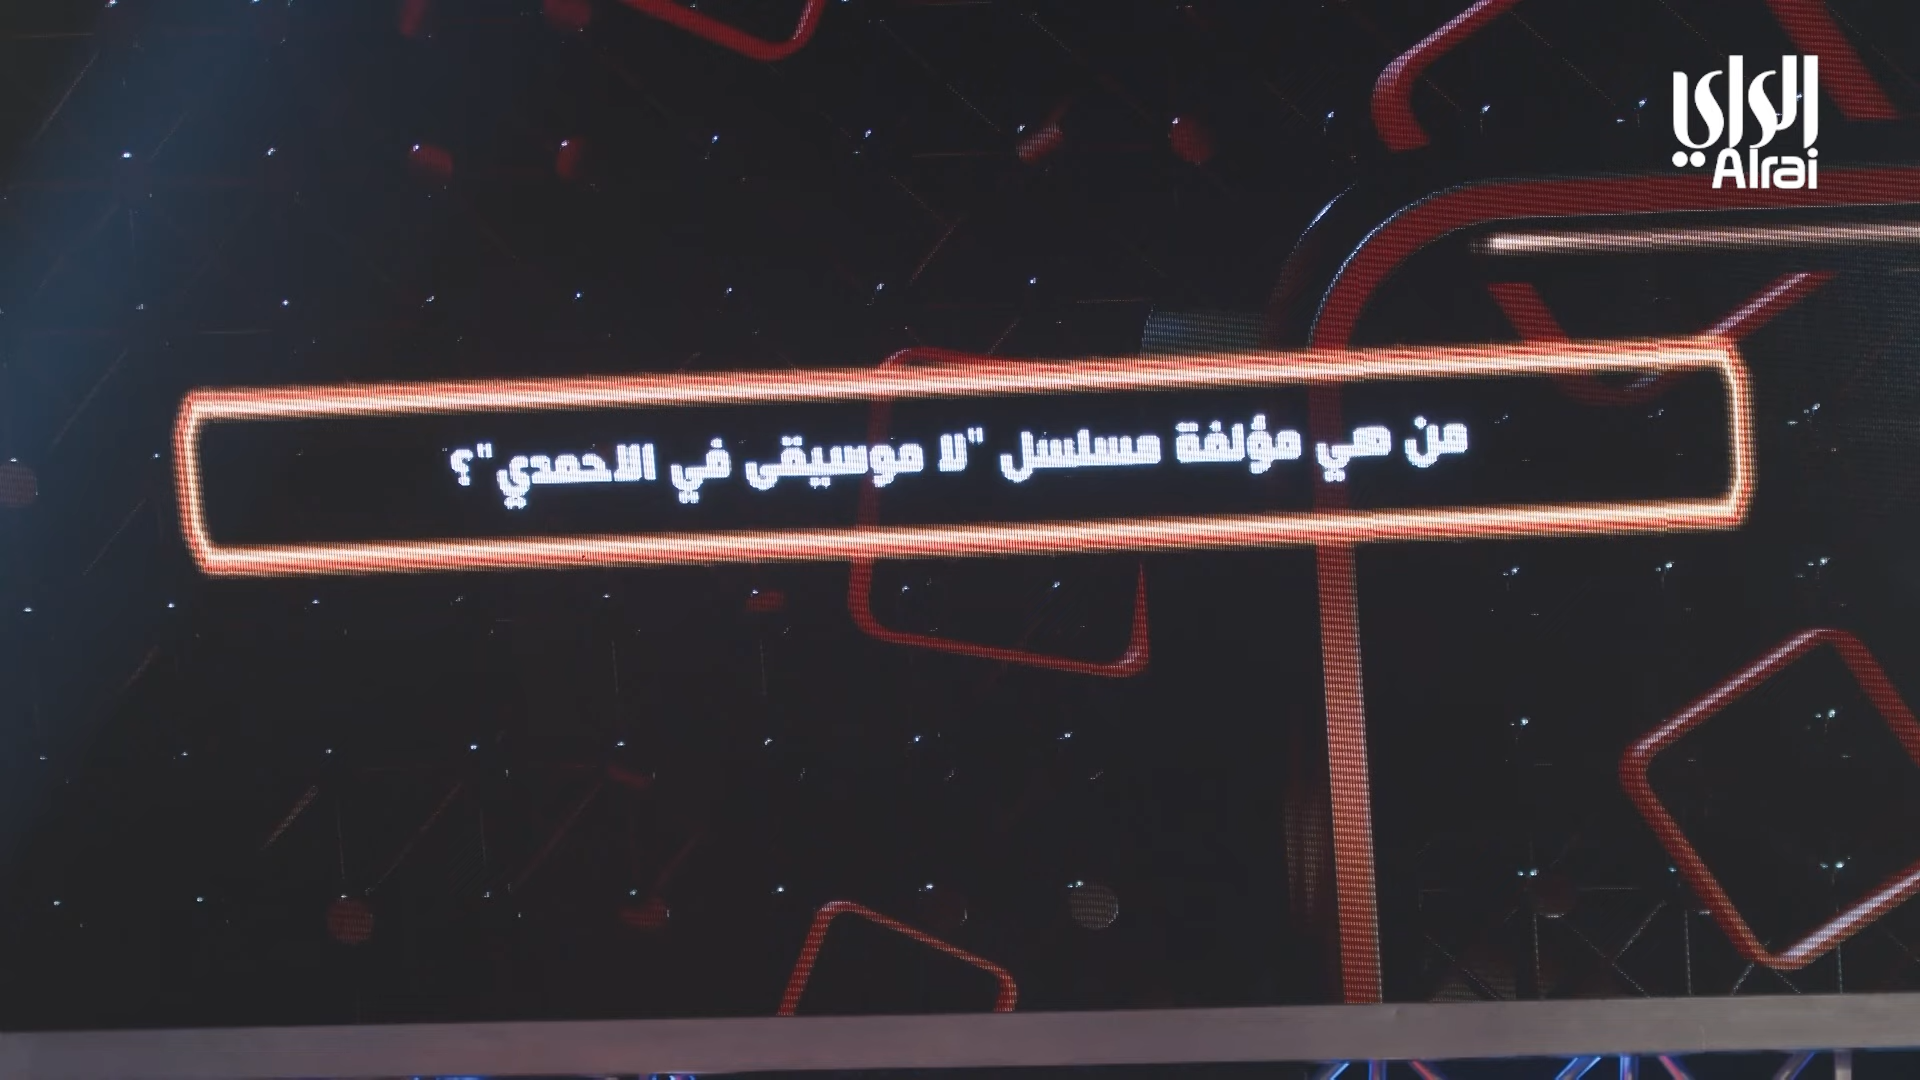 الراي
Alrai
من هي مؤلفة مسلسل "لا موسيقى في الاحمدي"؟